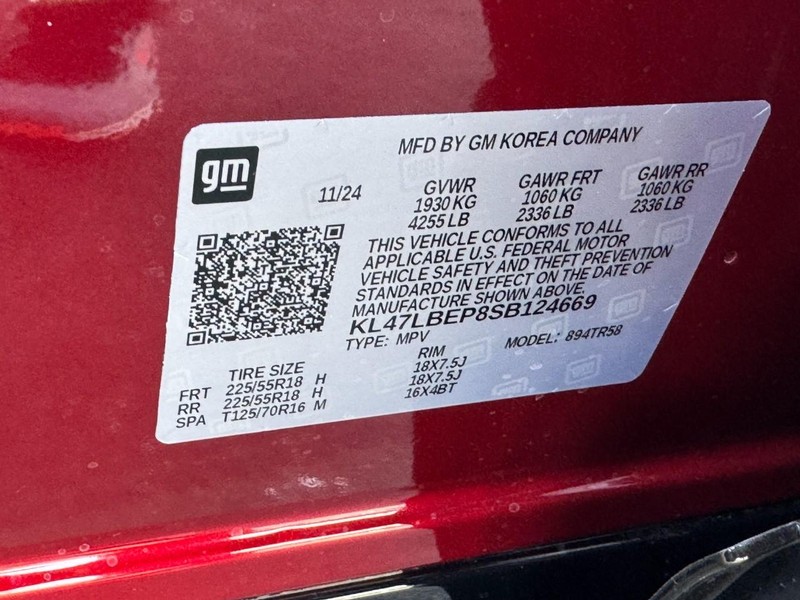 MFD BY GM KOREA COMPANY
gm
11/24
GVWR GAWR FRT GAWR RR
1930 KG 1060 KG 1060 KG
4255 LB 2336 LB 2336 LB
THIS VEHICLE CONFORMS TO ALL
APPLICABLE U.S. FEDERAL MOTOR
VEHICLE SAFETY AND THEFT PREVENTION
STANDARDS IN EFFECT ON THE DATE OF
MANUFACTURE SHOWN ABOVE.
KL47LBEP8SB124669
TYPE: MPV MODEL: 894TR58
TIRE SIZE RIM
FRT 225/55R18 H 18X7.5J
RR 225/55R18 H 18X7.5J
SPA T125/70R16 M 16X4BT